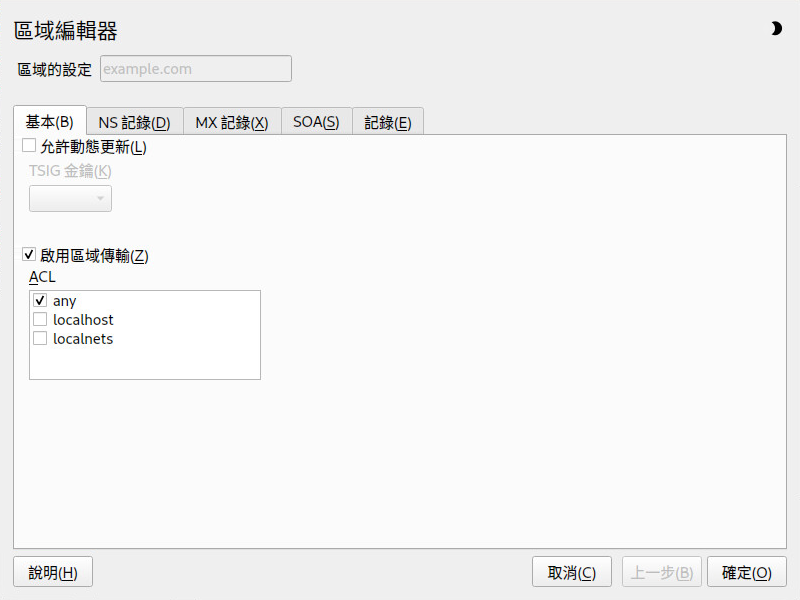 區域編輯器
區域的設定 example.com
基本(B) NS 記錄(D) MX 記錄(X) SOA(S) 記錄(E)
允許動態更新(L)
TSIG 金鑰(K)
啟用區域傳輸(Z)
ACL
any
localhost
localnets
說明(H) 取消(C) 上一步(B) 確定(O)